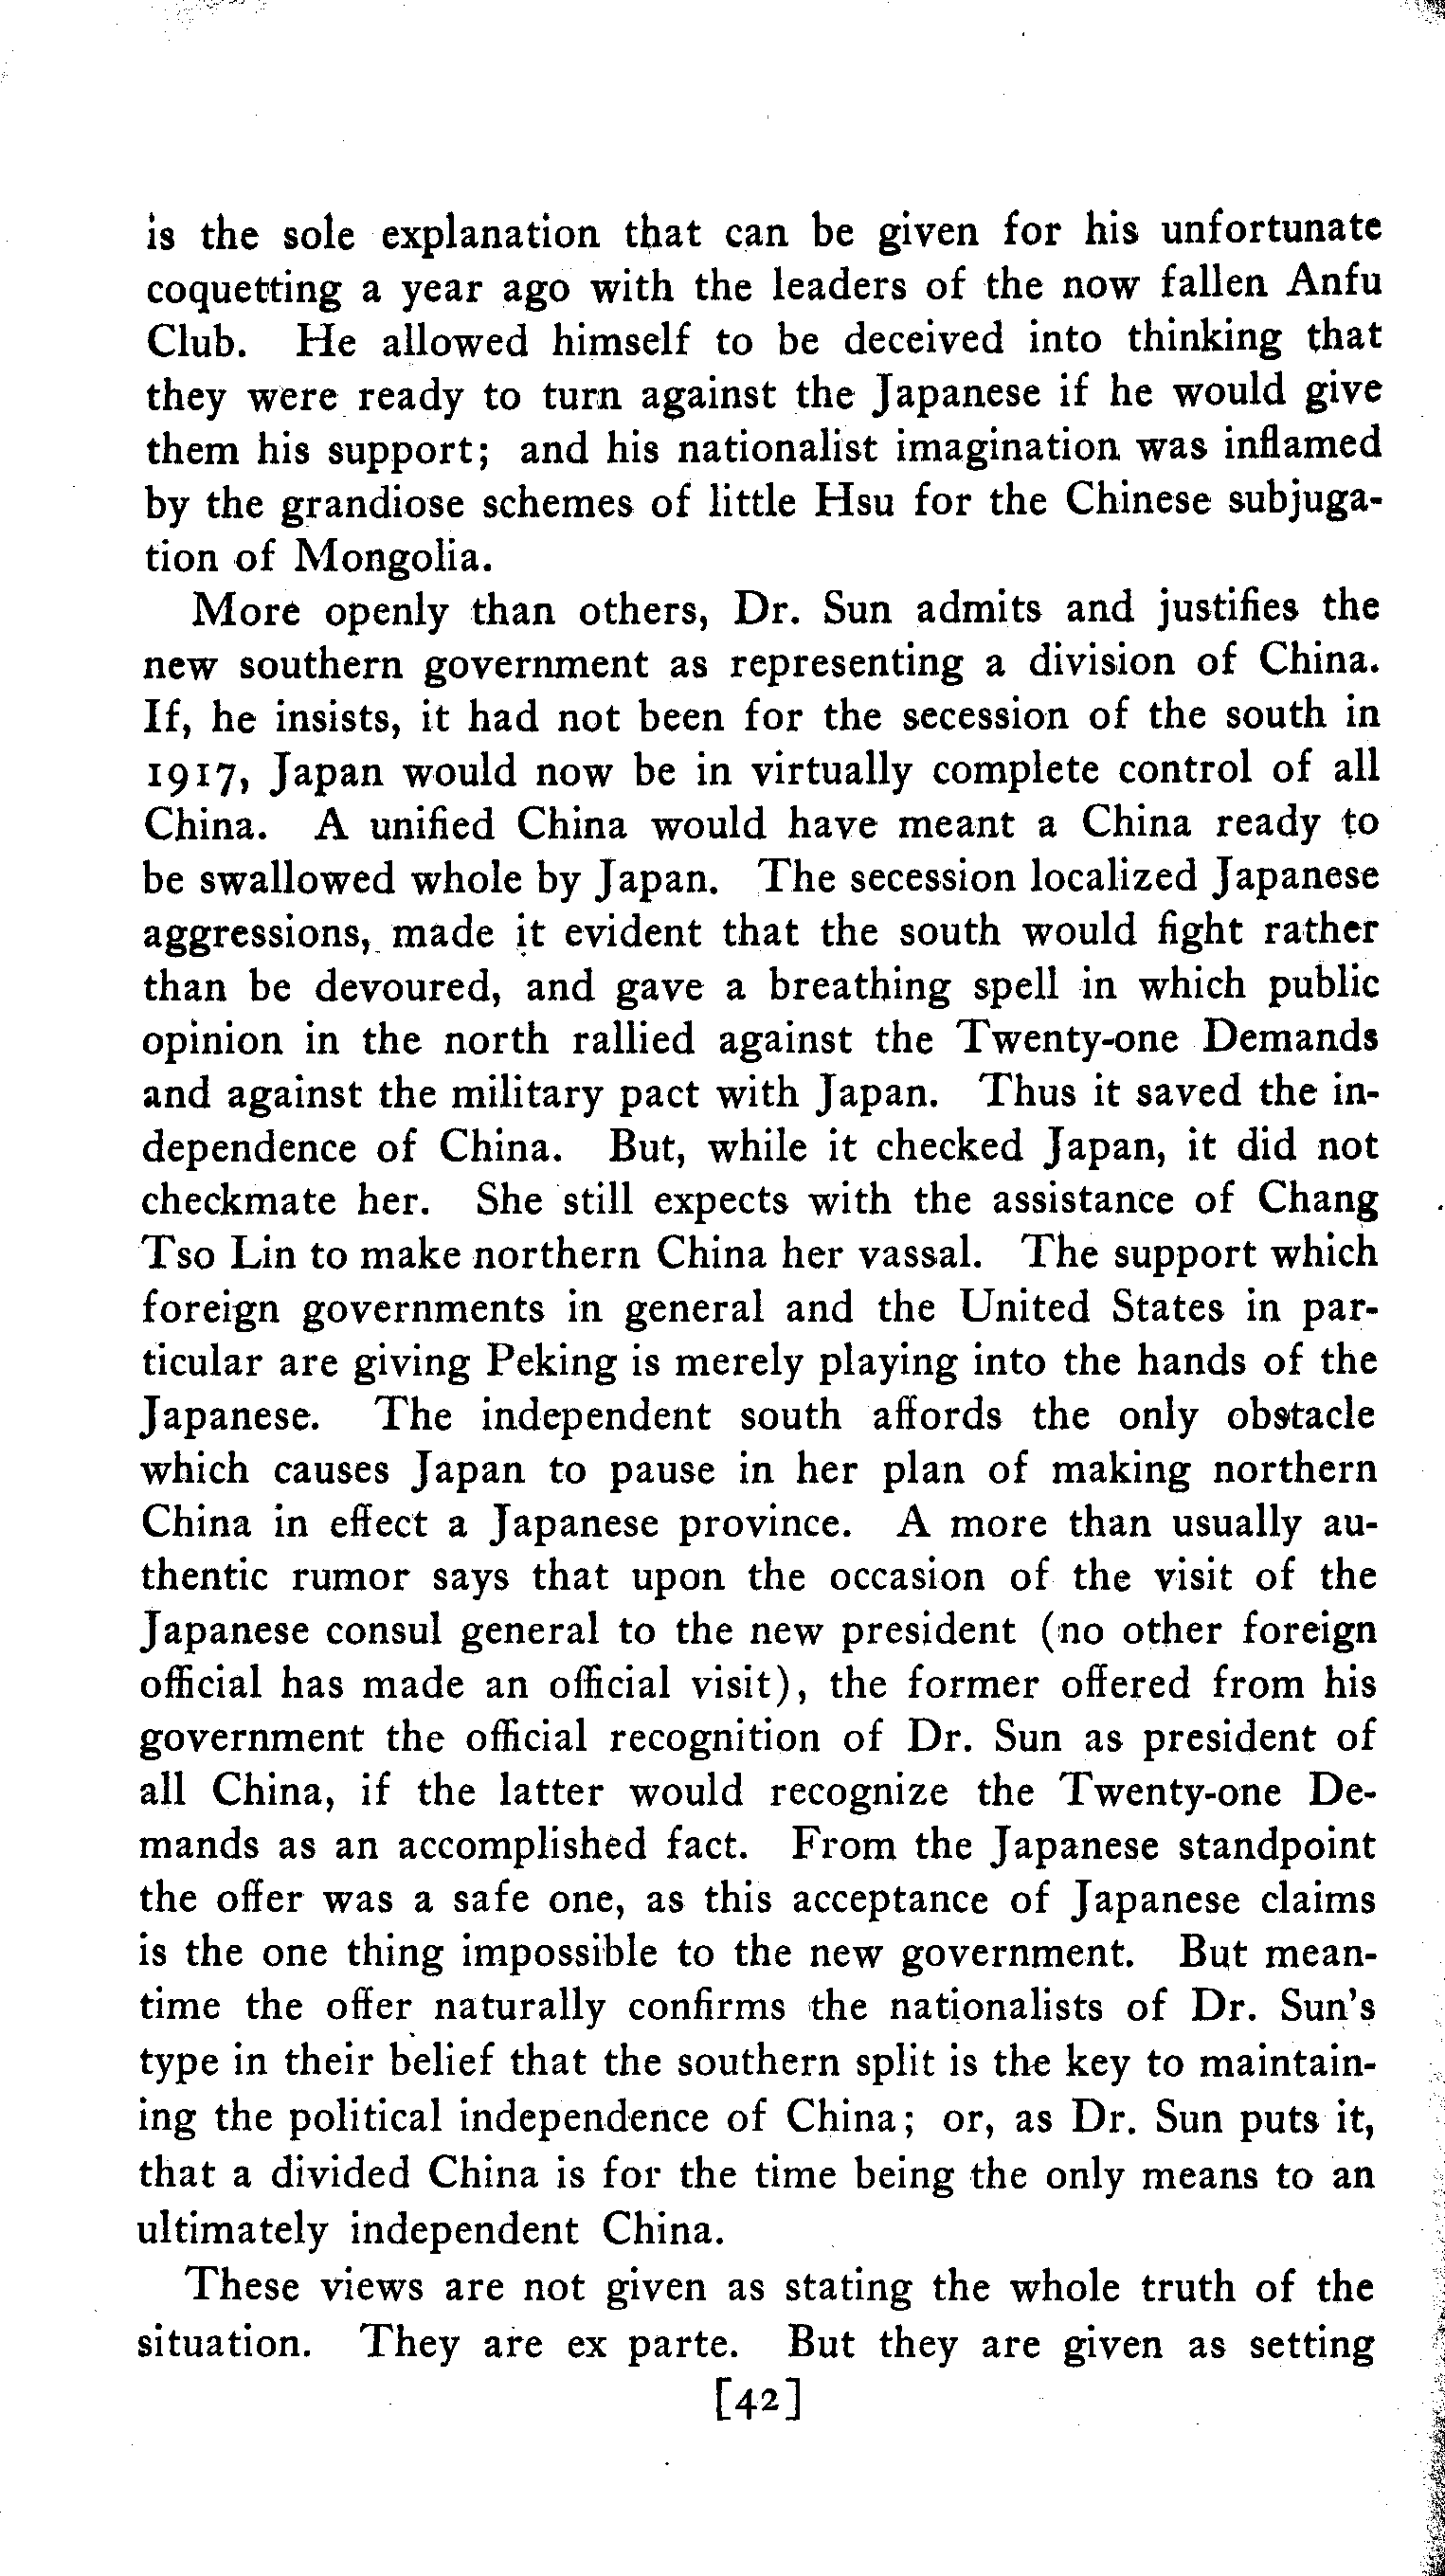 is the sole explanation that can be given for his unfortunate
coquetting a year ago with the leaders of the now fallen Anfu
Club. He allowed himself to be deceived into thinking that
they were ready to turn against the Japanese if he would give
them his support; and his nationalist imagination was inflamed
by the grandiose schemes of little Hsu for the Chinese subjuga-
tion of Mongolia.
More openly than others, Dr. Sun admits and justifies the
new southern government as representing a division of China.
If, he insists, it had not been for the secession of the south in
1917, Japan would now be in virtually complete control of all
China. A unified China would have meant a China ready to
be swallowed whole by Japan. The secession localized Japanese
aggressions, made it evident that the south would fight rather
than be devoured, and gave a breathing spell in which public
opinion in the north rallied against the Twenty-one Demands
and against the military pact with Japan. Thus it saved the in-
dependence of China. But, while it checked Japan, it did not
checkmate her. She still expects with the assistance of Chang
Tso Lin to make northern China her vassal. The support which
foreign governments in general and the United States in par-
ticular are giving Peking is merely playing into the hands of the
Japanese. The independent south affords the only obstacle
which causes Japan to pause in her plan of making northern
China in effect a Japanese province. A more than usually au-
thentic rumor says that upon the occasion of the visit of the
Japanese consul general to the new president (no other foreign
official has made an official visit), the former offered from his
government the official recognition of Dr. Sun as president of
all China, if the latter would recognize the Twenty-one De-
mands as an accomplished fact. From the Japanese standpoint
the offer was a safe one, as this acceptance of Japanese claims
is the one thing impossible to the new government. But mean-
time the offer naturally confirms the nationalists of Dr. Sun's
type in their belief that the southern split is the key to maintain-
ing the political independence of China; or, as Dr. Sun puts it,
that a divided China is for the time being the only means to an
ultimately independent China.
These views are not given as stating the whole truth of the
situation. They are ex parte. But they are given as setting
[42]